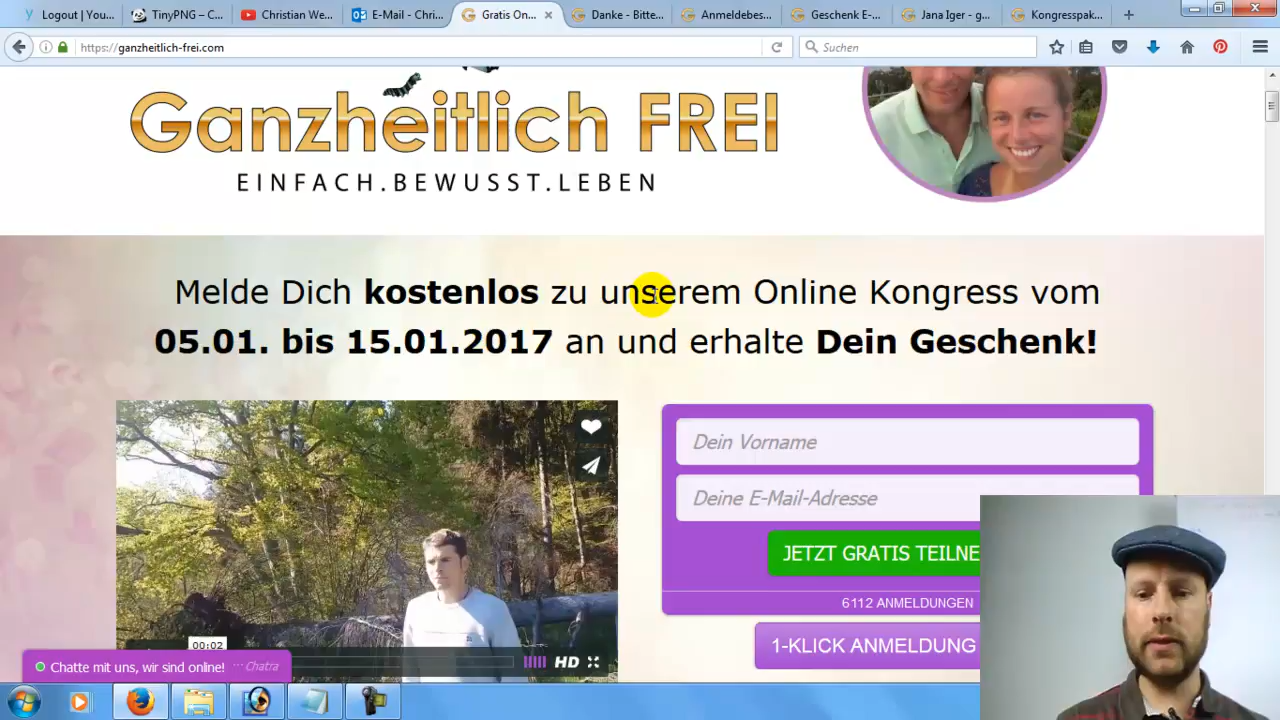 Logout | You...
TinyPNG – C...
Christian We...
E-Mail - Chri...
Gratis On...
Danke - Bitte...
Anmeldebes...
Geschenk E-...
Jana Iger - g...
Kongresspak...
https://ganzheitlich-frei.com
Suchen
Ganzheitlich FREI
EINFACH.BEWUSST.LEBEN
Melde Dich kostenlos zu unserem Online Kongress vom
05.01. bis 15.01.2017 an und erhalte Dein Geschenk!
Dein Vorname
Deine E-Mail-Adresse
JETZT GRATIS TEILNE
6112 ANMELDUNGEN
1-KLICK ANMELDUNG
00:02
HD
Chatte mit uns, wir sind online!
Chatra